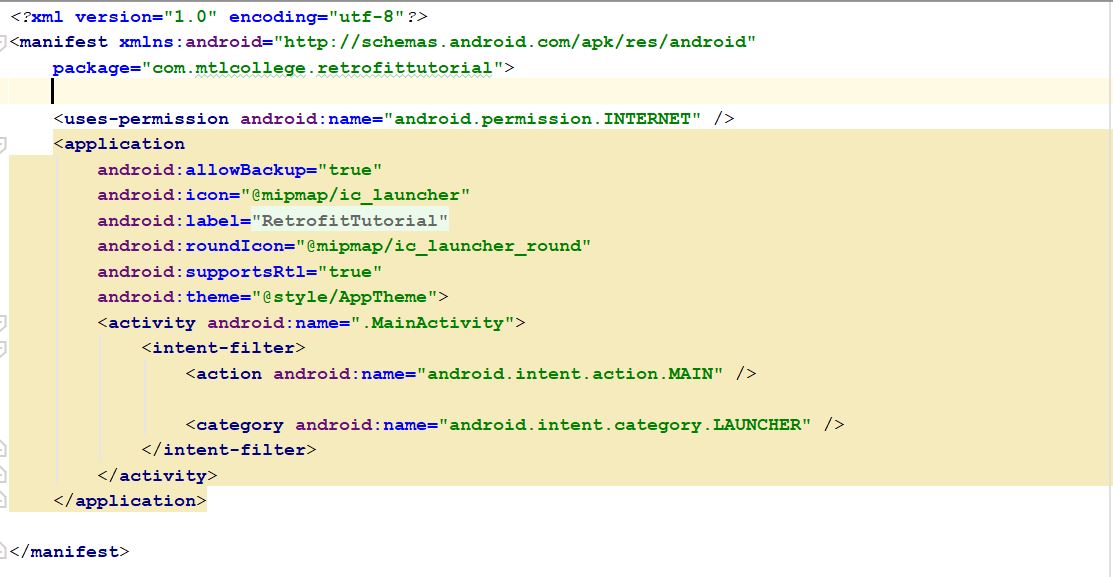 <?xml version="1.0" encoding="utf-8"?>
<manifest xmlns:android="http://schemas.android.com/apk/res/android"
    package="com.mtlcollege.retrofittutorial">

    <uses-permission android:name="android.permission.INTERNET" />
    <application
        android:allowBackup="true"
        android:icon="@mipmap/ic_launcher"
        android:label="RetrofitTutorial"
        android:roundIcon="@mipmap/ic_launcher_round"
        android:supportsRtl="true"
        android:theme="@style/AppTheme">
        <activity android:name=".MainActivity">
            <intent-filter>
                <action android:name="android.intent.action.MAIN" />

                <category android:name="android.intent.category.LAUNCHER" />
            </intent-filter>
        </activity>
    </application>

</manifest>